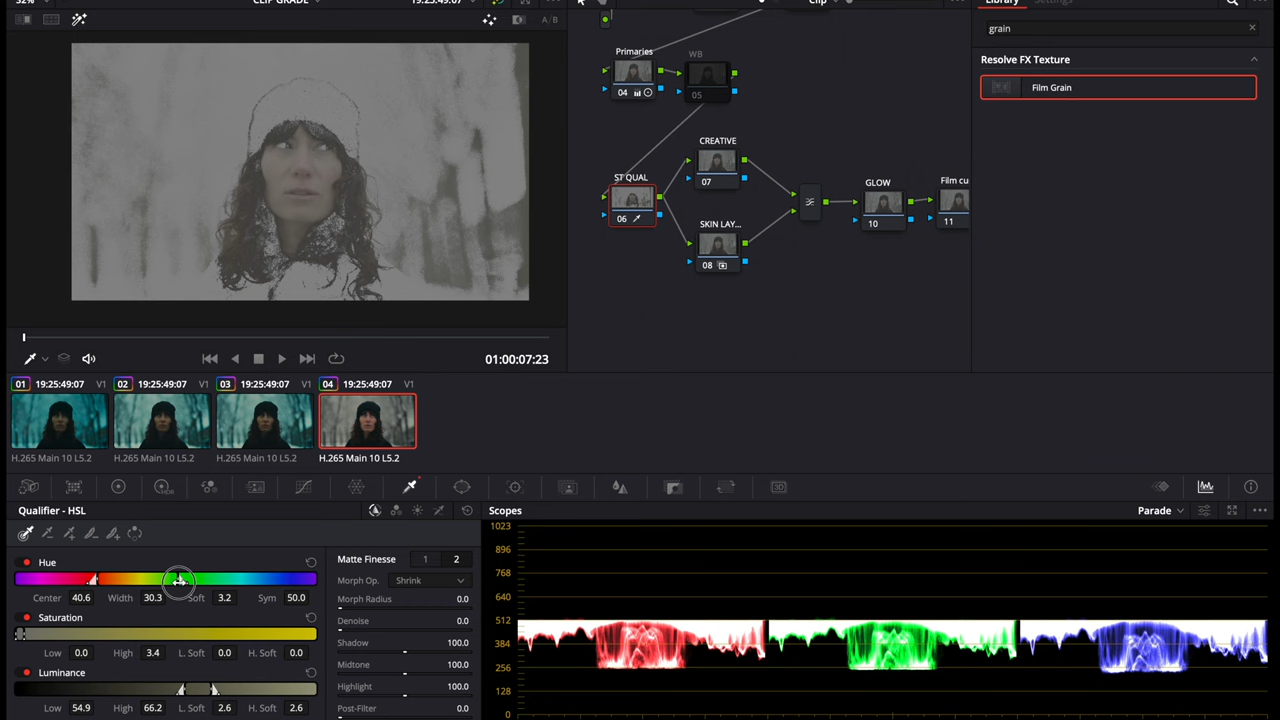 52%
CLIP GRADE
19:25:49:07
Clip
Library
Settings
A/B
grain
Resolve FX Texture
Film Grain
Primaries
WB
04
05
CREATIVE
07
ST QUAL
06
SKIN LAY...
08
GLOW
10
Film cu
11
01:00:07:23
01 19:25:49:07 V1
02 19:25:49:07 V1
03 19:25:49:07 V1
04 19:25:49:07 V1
H.265 Main 10 L5.2
H.265 Main 10 L5.2
H.265 Main 10 L5.2
H.265 Main 10 L5.2
HDR
3D
Qualifier - HSL
Hue
Center 40.6 Width 30.3 Soft 3.2 Sym 50.0
Saturation
Low 0.0 High 3.4 L. Soft 0.0 H. Soft 0.0
Luminance
Low 54.9 High 66.2 L. Soft 2.6 H. Soft 2.6
Matte Finesse 1 2
Morph Op. Shrink
Morph Radius 0.0
Denoise 0.0
Shadow 100.0
Midtone 100.0
Highlight 100.0
Post-Filter 0.0
Scopes
Parade
1023
896
768
640
512
384
256
128
0